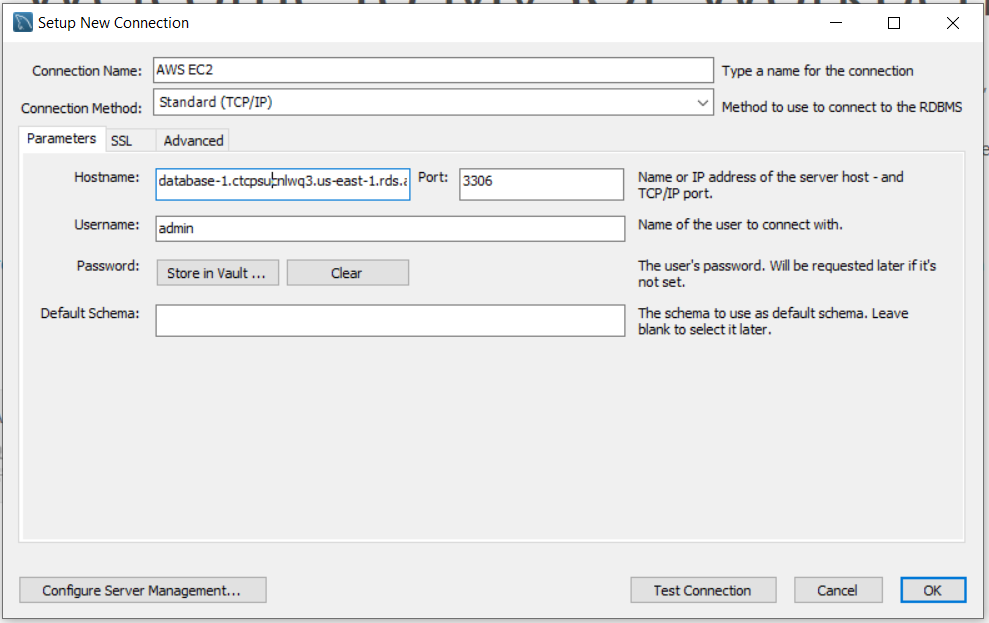 Setup New Connection
Connection Name: AWS EC2 Type a name for the connection
Connection Method: Standard (TCP/IP) Method to use to connect to the RDBMS
Parameters SSL Advanced
Hostname: database-1.ctcpsucnlwq3.us-east-1.rds.a Port: 3306 Name or IP address of the server host - and
TCP/IP port.
Username: admin Name of the user to connect with.
Password: Store in Vault ... Clear The user's password. Will be requested later if it's
not set.
Default Schema: The schema to use as default schema. Leave
blank to select it later.
Configure Server Management... Test Connection Cancel OK